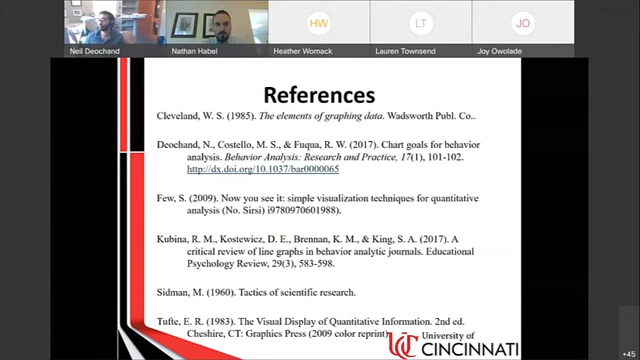 HW
LT
JO
Neil Deochand
Nathan Habel
Heather Womack
Lauren Townsend
Joy Owolade
References
Cleveland, W. S. (1985). The elements of graphing data. Wadsworth Publ. Co..
Deochand, N., Costello, M. S., & Fuqua, R. W. (2017). Chart goals for behavior
analysis. Behavior Analysis: Research and Practice, 17(1), 101-102.
http://dx.doi.org/10.1037/bar0000065
Few, S. (2009). Now you see it: simple visualization techniques for quantitative
analysis (No. Sirsi) i9780970601988).
Kubina, R. M., Kostewicz, D. E., Brennan, K. M., & King, S. A. (2017). A
critical review of line graphs in behavior analytic journals. Educational
Psychology Review, 29(3), 583-598.
Sidman, M. (1960). Tactics of scientific research.
Tufte, E. R. (1983). The Visual Display of Quantitative Information. 2nd ed.
Cheshire, CT: Graphics Press (2009 color reprint)
University of
CINCINNATI
+45